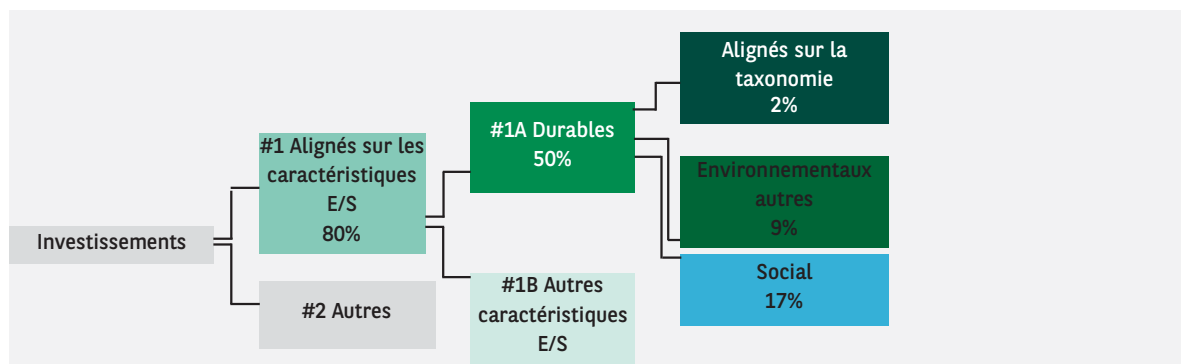 Investissements
#1 Alignés sur les
caractéristiques
E/S
80%
#2 Autres
#1A Durables
50%
#1B Autres
caractéristiques
E/S
Alignés sur la
taxonomie
2%
Environnementaux
autres
9%
Social
17%